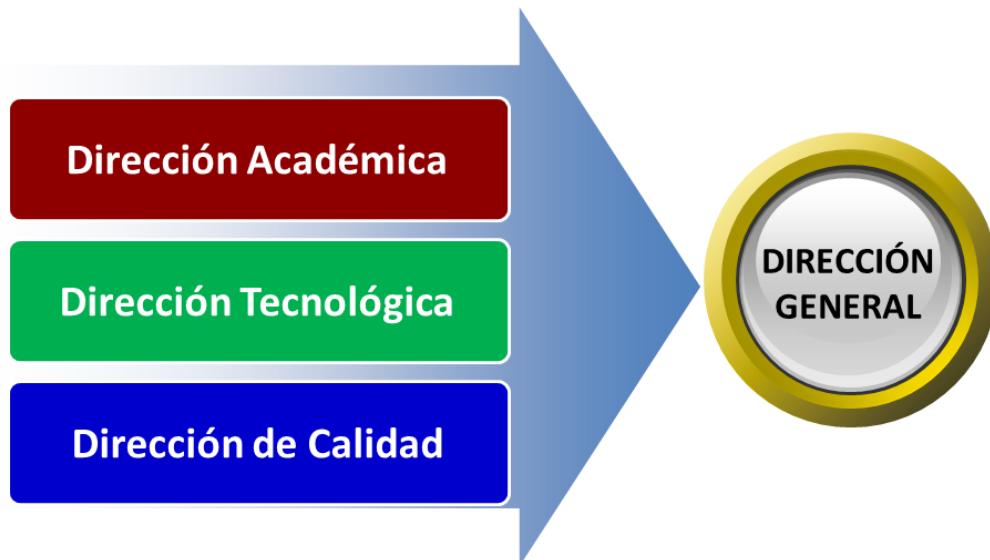 Dirección Académica
Dirección Tecnológica
Dirección de Calidad
DIRECCIÓN
GENERAL